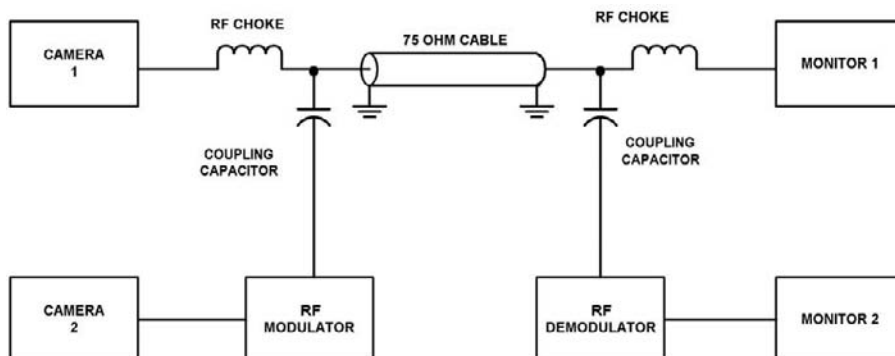 RF CHOKE
75 OHM CABLE
RF CHOKE
CAMERA
1
MONITOR 1
COUPLING
CAPACITOR
COUPLING
CAPACITOR
CAMERA
2
RF
MODULATOR
RF
DEMODULATOR
MONITOR 2